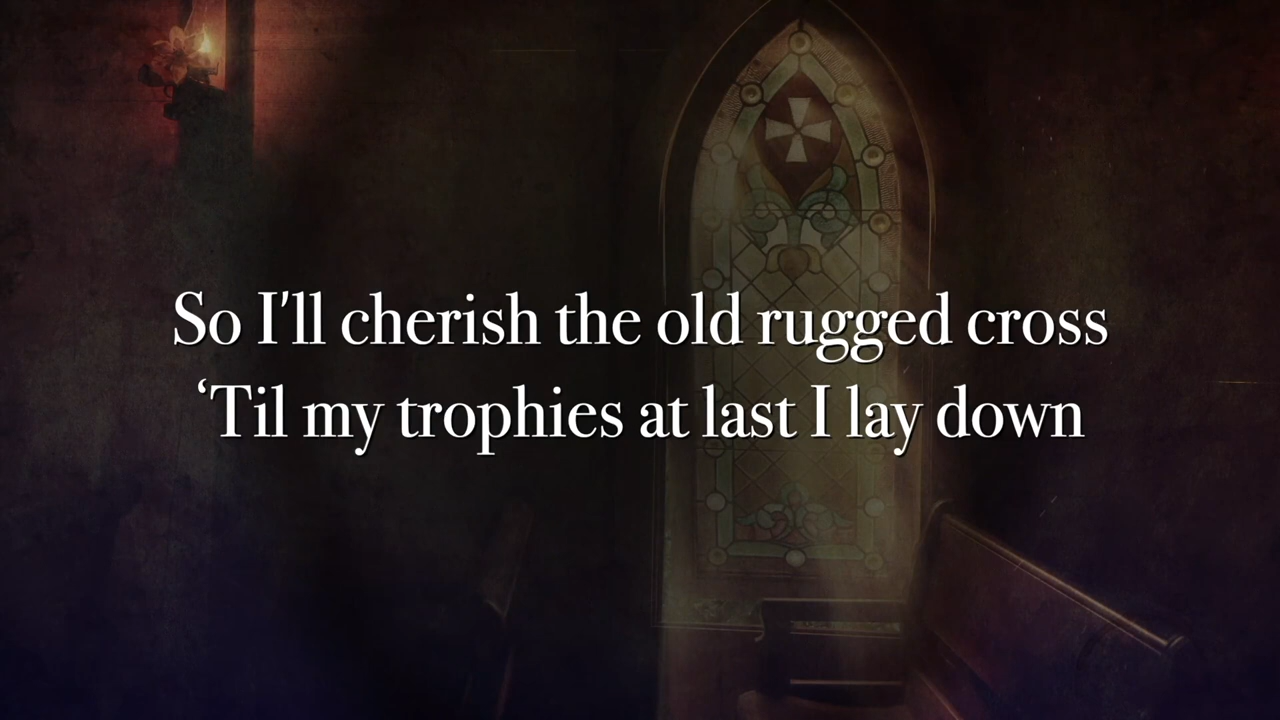 So I'll cherish the old rugged cross
‘Til my trophies at last I lay down